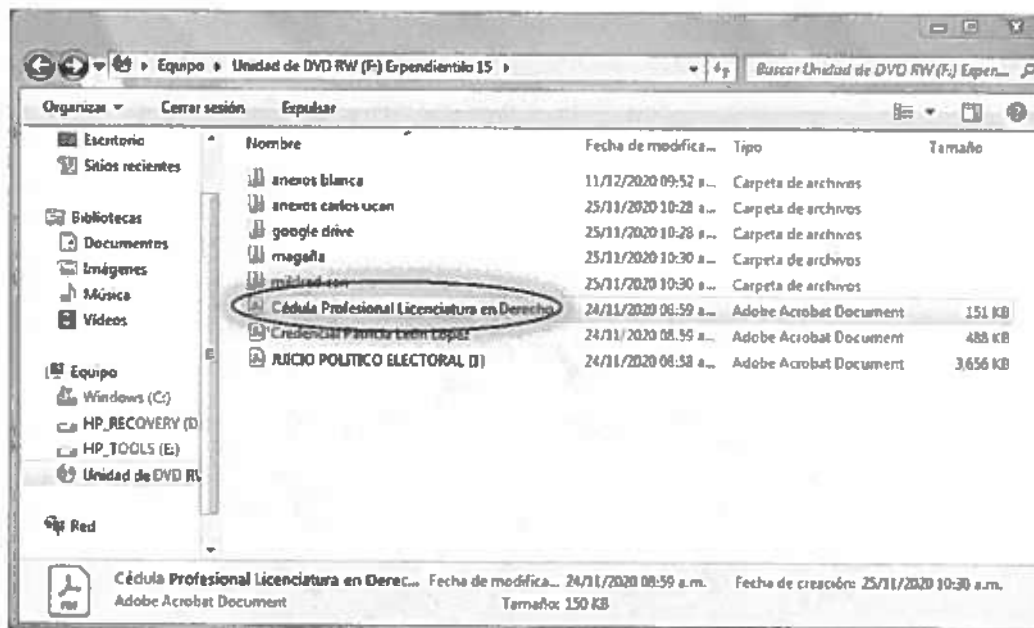 Equipo ▸ Unidad de DVD RW (F:) Expendientilo 15 ▸
Buscar Unidad de DVD RW (F:) Expen...
Organizar
Cerrar sesión
Expulsar
Escritorio
Sitios recientes
Bibliotecas
Documentos
Imágenes
Música
Vídeos
Equipo
Windows (C:)
HP_RECOVERY (D
HP_TOOLS (E:)
Unidad de DVD RW
Red
Nombre Fecha de modifica... Tipo Tamaño
anexos blanca 11/12/2020 09:52 a... Carpeta de archivos
anexos carlos ucan 25/11/2020 10:28 a... Carpeta de archivos
google drive 25/11/2020 10:28 a... Carpeta de archivos
magaña 25/11/2020 10:30 a... Carpeta de archivos
mildred 25/11/2020 10:30 a... Carpeta de archivos
Cédula Profesional Licenciatura en Derecho 24/11/2020 08:59 a... Adobe Acrobat Document 151 KB
Credencial Patricia León López 24/11/2020 08:59 a... Adobe Acrobat Document 488 KB
JUICIO POLITICO ELECTORAL (1) 24/11/2020 08:58 a... Adobe Acrobat Document 3,656 KB
Cédula Profesional Licenciatura en Derec... Fecha de modifica... 24/11/2020 08:59 a.m. Fecha de creación: 25/11/2020 10:30 a.m.
Adobe Acrobat Document Tamaño: 150 KB
PDF